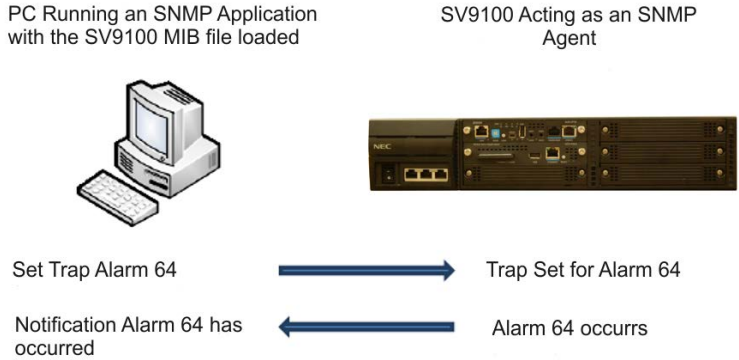 PC Running an SNMP Application
with the SV9100 MIB file loaded
SV9100 Acting as an SNMP
Agent
NEC
Set Trap Alarm 64
Trap Set for Alarm 64
Notification Alarm 64 has
occurred
Alarm 64 occurrs